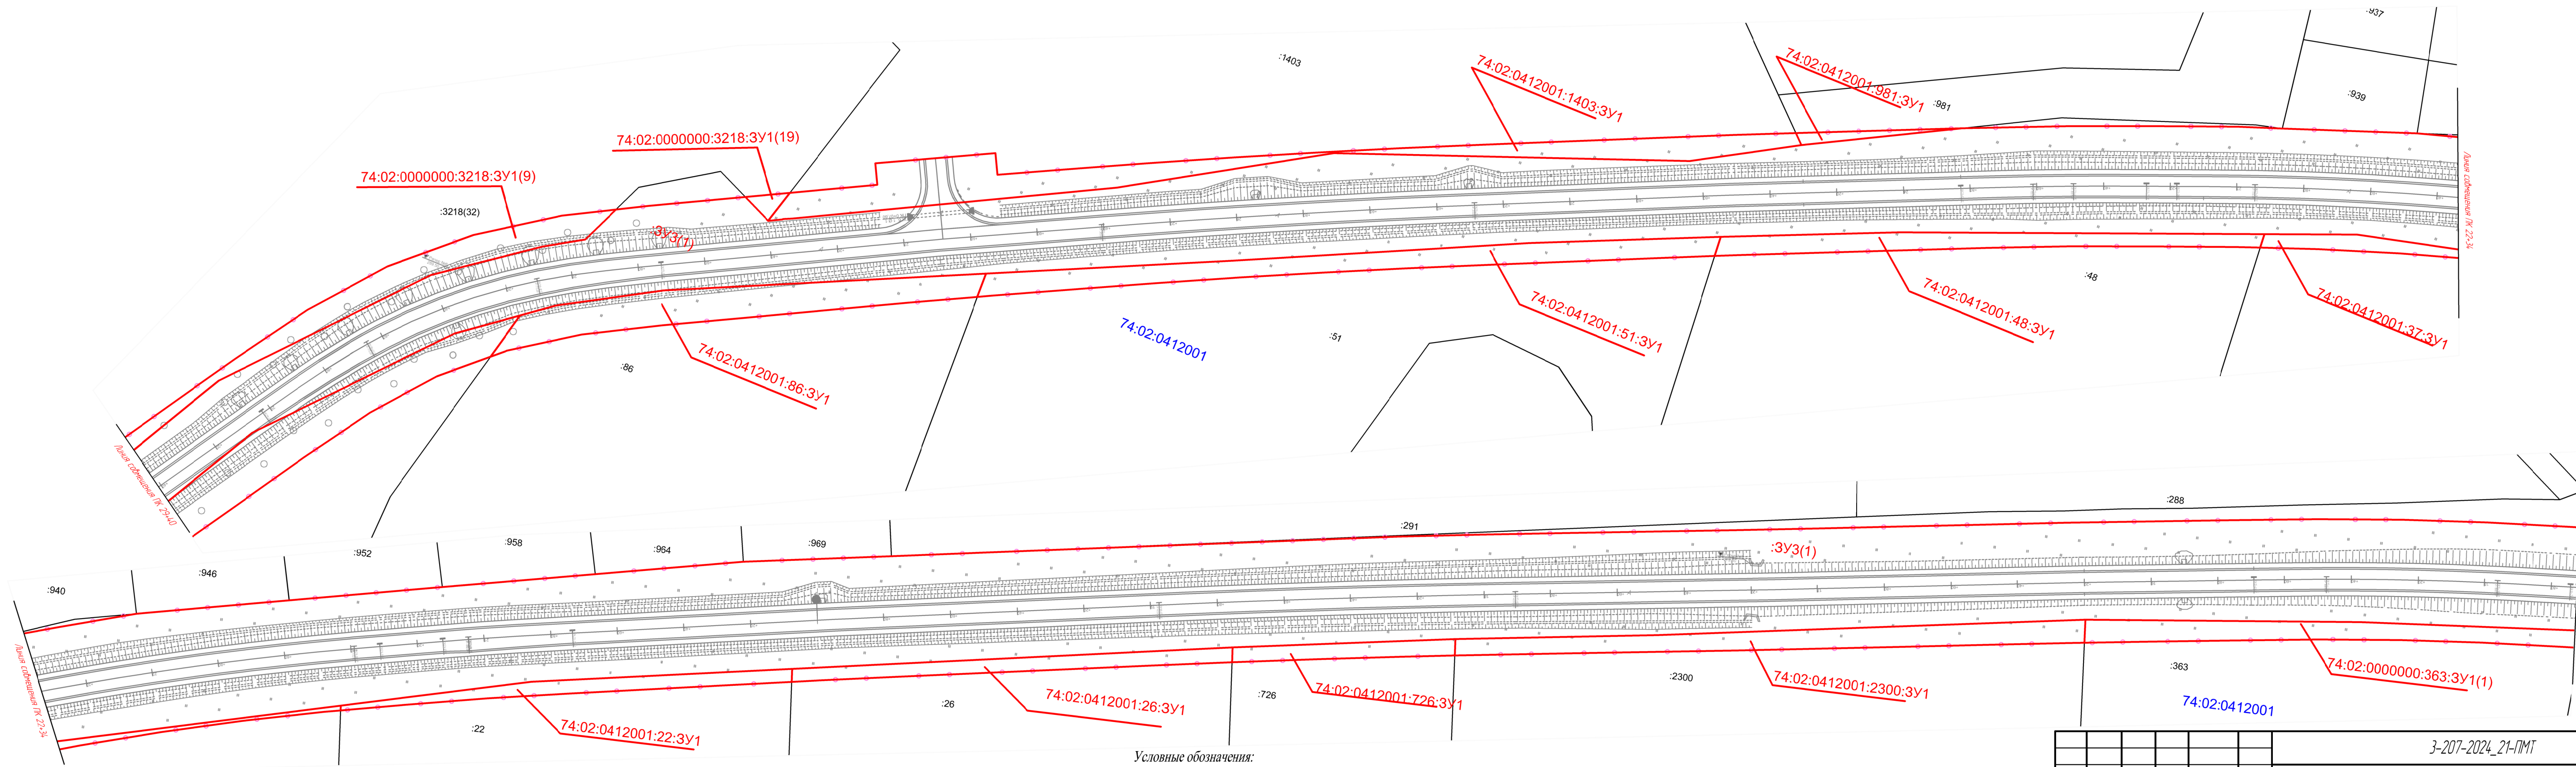 :937
:1403
74:02:0412001:1403:ЗУ1
74:02:0412001:981:ЗУ1
:981
:939
74:02:0000000:3218:ЗУ1(19)
74:02:0000000:3218:ЗУ1(9)
:3218(32)
:ЗУ3(1)
Линия совмещения ПК 22+34
:48
74:02:0412001:48:ЗУ1
74:02:0412001:37:ЗУ1
74:02:0412001:51:ЗУ1
74:02:0412001
:51
74:02:0412001:86:ЗУ1
:86
Линия совмещения ПК 29+40
:288
:291
:969
:964
:958
:952
:946
:940
:ЗУ3(1)
Линия совмещения ПК 22+34
:22
74:02:0412001:22:ЗУ1
:26
74:02:0412001:26:ЗУ1
:726
74:02:0412001:726:ЗУ1
:2300
74:02:0412001:2300:ЗУ1
:363
74:02:0000000:363:ЗУ1(1)
74:02:0412001
Условные обозначения:
3-207-2024_21-ПМТ